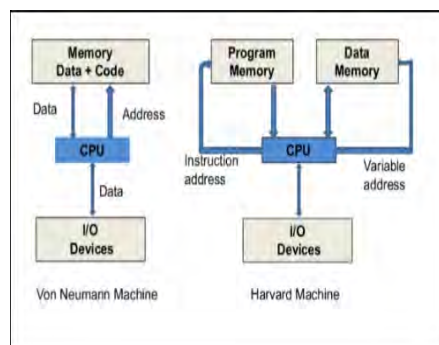 Memory
Data + Code
Data
Address
CPU
Data
I/O
Devices
Von Neumann Machine
Program
Memory
Data
Memory
Instruction
address
CPU
Variable
address
I/O
Devices
Harvard Machine